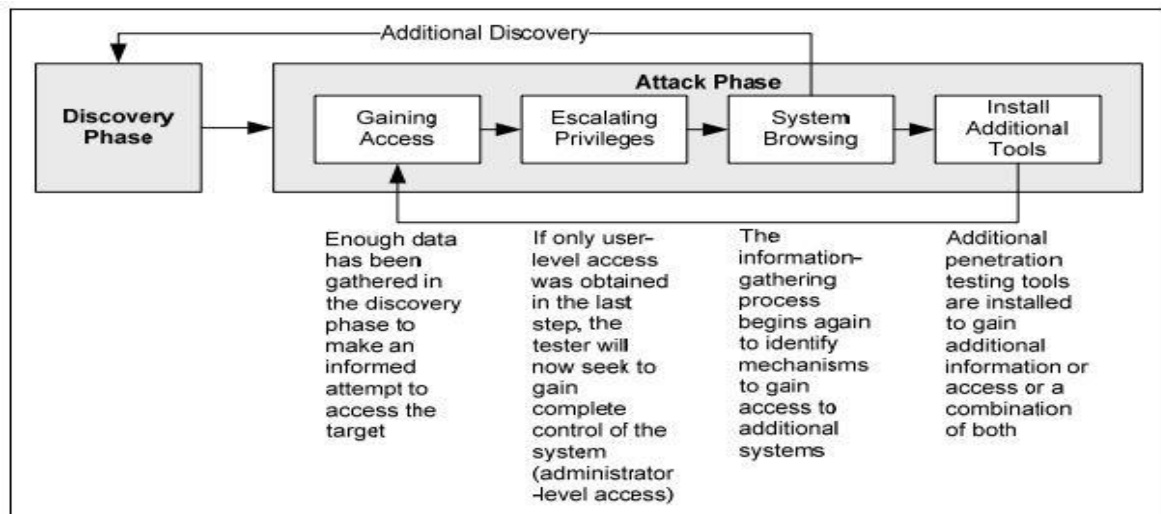 Additional Discovery
Attack Phase
Discovery
Phase
Gaining
Access
Escalating
Privileges
System
Browsing
Install
Additional
Tools
Enough data
has been
gathered in
the discovery
phase to
make an
informed
attempt to
access the
target
If only user-
level access
was obtained
in the last
step, the
tester will
now seek to
gain
complete
control of the
system
(administrator
-level access)
The
information-
gathering
process
begins again
to identify
mechanisms
to gain
access to
additional
systems
Additional
penetration
testing tools
are installed
to gain
additional
information or
access or a
combination
of both